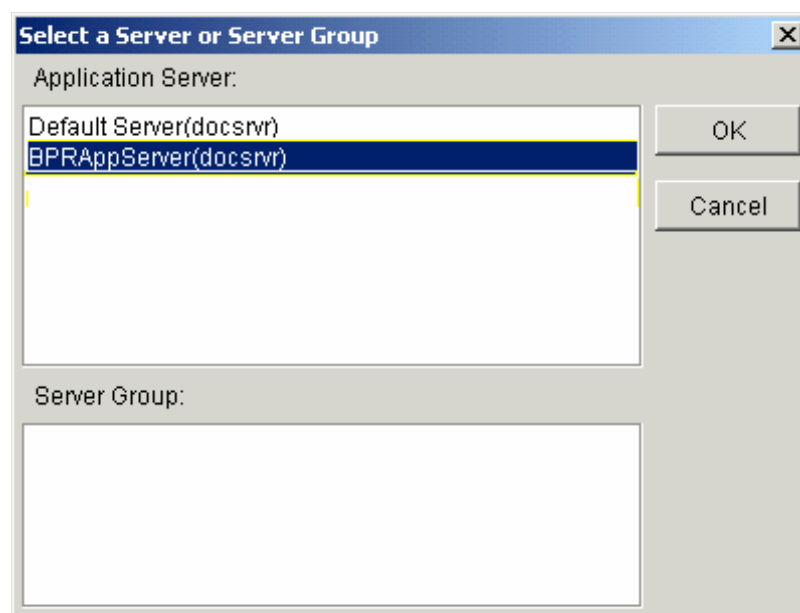 Select a Server or Server Group
Application Server:
Default Server(docsrvr)
BPRAppServer(docsrvr)
OK
Cancel
Server Group: